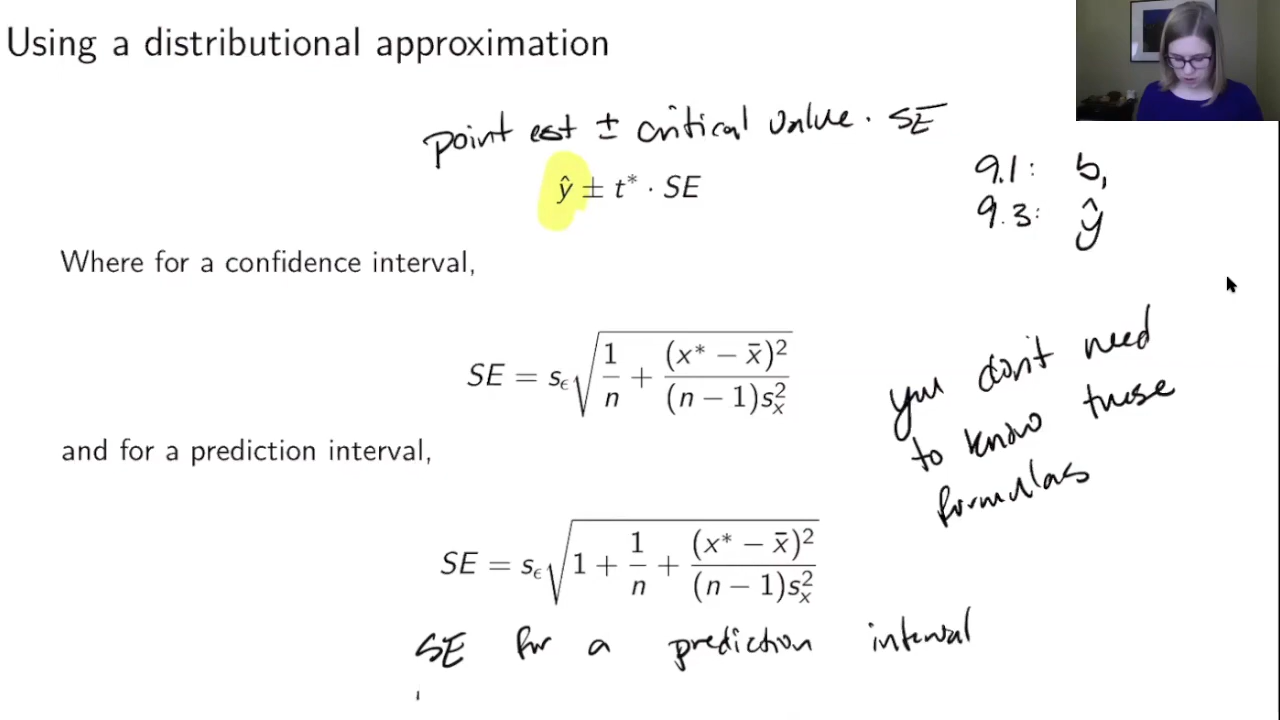 Using a distributional approximation
point est ± critical value · SE
ŷ ± t* · SE
9.1: b₁
9.3: ŷ
Where for a confidence interval,
SE = sϵ√(1/n + (x* − x̄)²/((n − 1)sₓ²))
you don't need
to know these
formulas
and for a prediction interval,
SE = sϵ√(1 + 1/n + (x* − x̄)²/((n − 1)sₓ²))
SE for a prediction interval